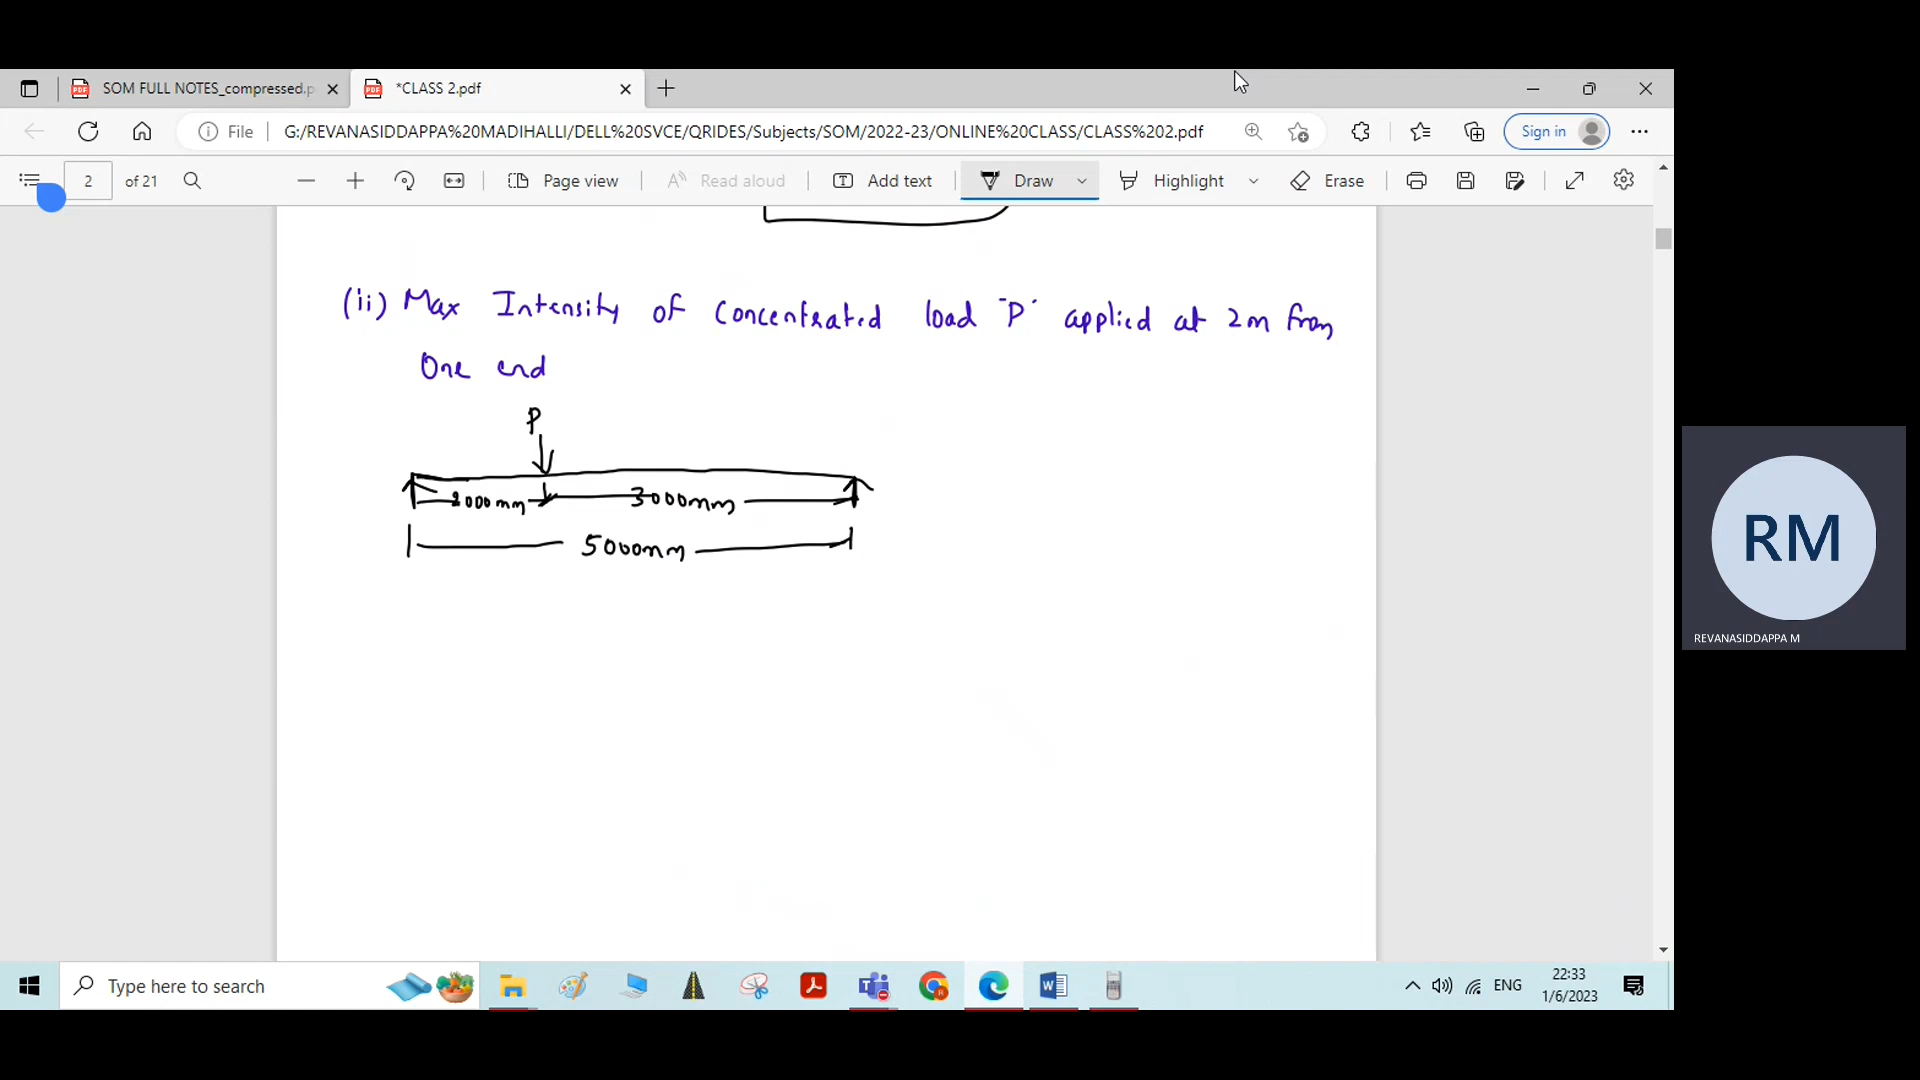 SOM FULL NOTES_compressed.p
*CLASS 2.pdf
File
G:/REVANASIDDAPPA%20MADIHALLI/DELL%20SVCE/QRIDES/Subjects/SOM/2022-23/ONLINE%20CLASS/CLASS%202.pdf
Sign in
2 of 21
Page view
Read aloud
Add text
Draw
Highlight
Erase
(ii) Max Intensity of Concentrated load "P" applied at 2m from
One end
P
2000mm 3000mm
5000mm
RM
REVANASIDDAPPA M
Type here to search
ENG
22:33
1/6/2023